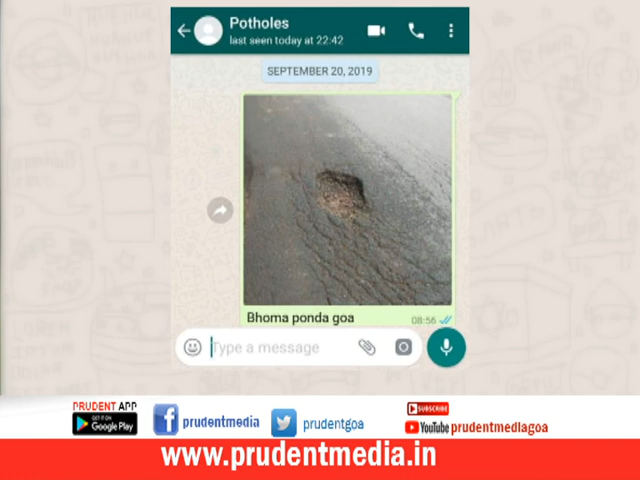 Potholes
last seen today at 22:42
SEPTEMBER 20, 2019
Bhoma ponda goa
08:56
Type a message
PRUDENT APP
GET IT ON
Google Play
prudentmedia
prudentgoa
SUBSCRIBE
YouTube prudentmediagoa
www.prudentmedia.in